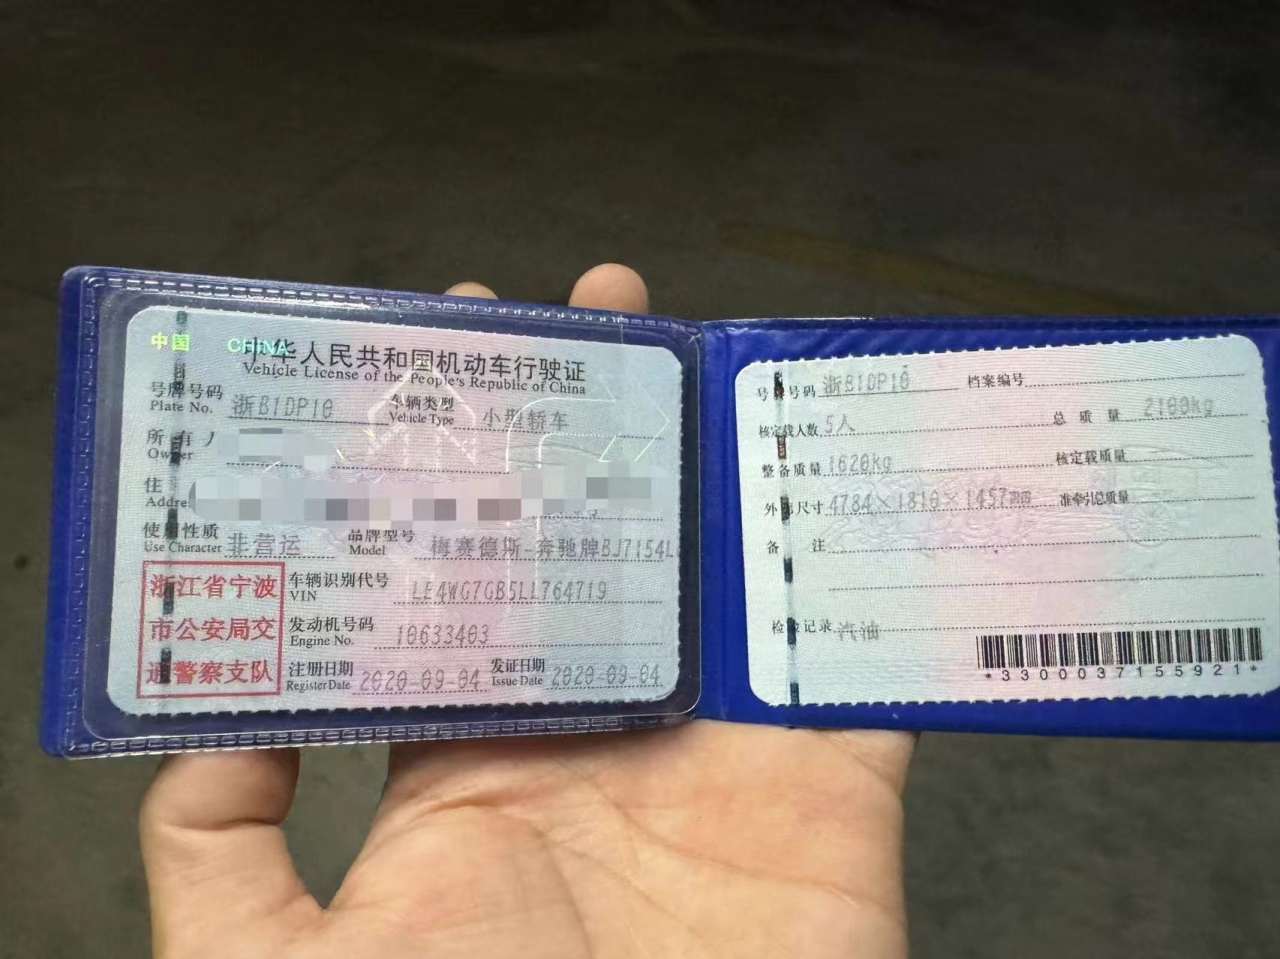 中国 CHINA
中华人民共和国机动车行驶证
Vehicle License of the People's Republic of China
号牌号码 浙B1DP10 车辆类型 小型轿车
Plate No. Vehicle Type
所有人
Owner
住
Addre
使用性质 非营运 品牌型号 梅赛德斯-奔驰牌BJ7154L
Use Character Model
浙江省宁波
市公安局交
通警察支队
车辆识别代号 LE4WG7GB5LL764719
VIN
发动机号码 10633403
Engine No.
注册日期 2020-09-04 发证日期 2020-09-04
Register Date Issue Date
号牌号码 浙B1DP10 档案编号
核定载人数 5人 总质量 2180kg
整备质量 1620kg 核定载质量
外廓尺寸 4784×1810×1457 准牵引总质量
备注
检验记录 汽油
*3300037155921*